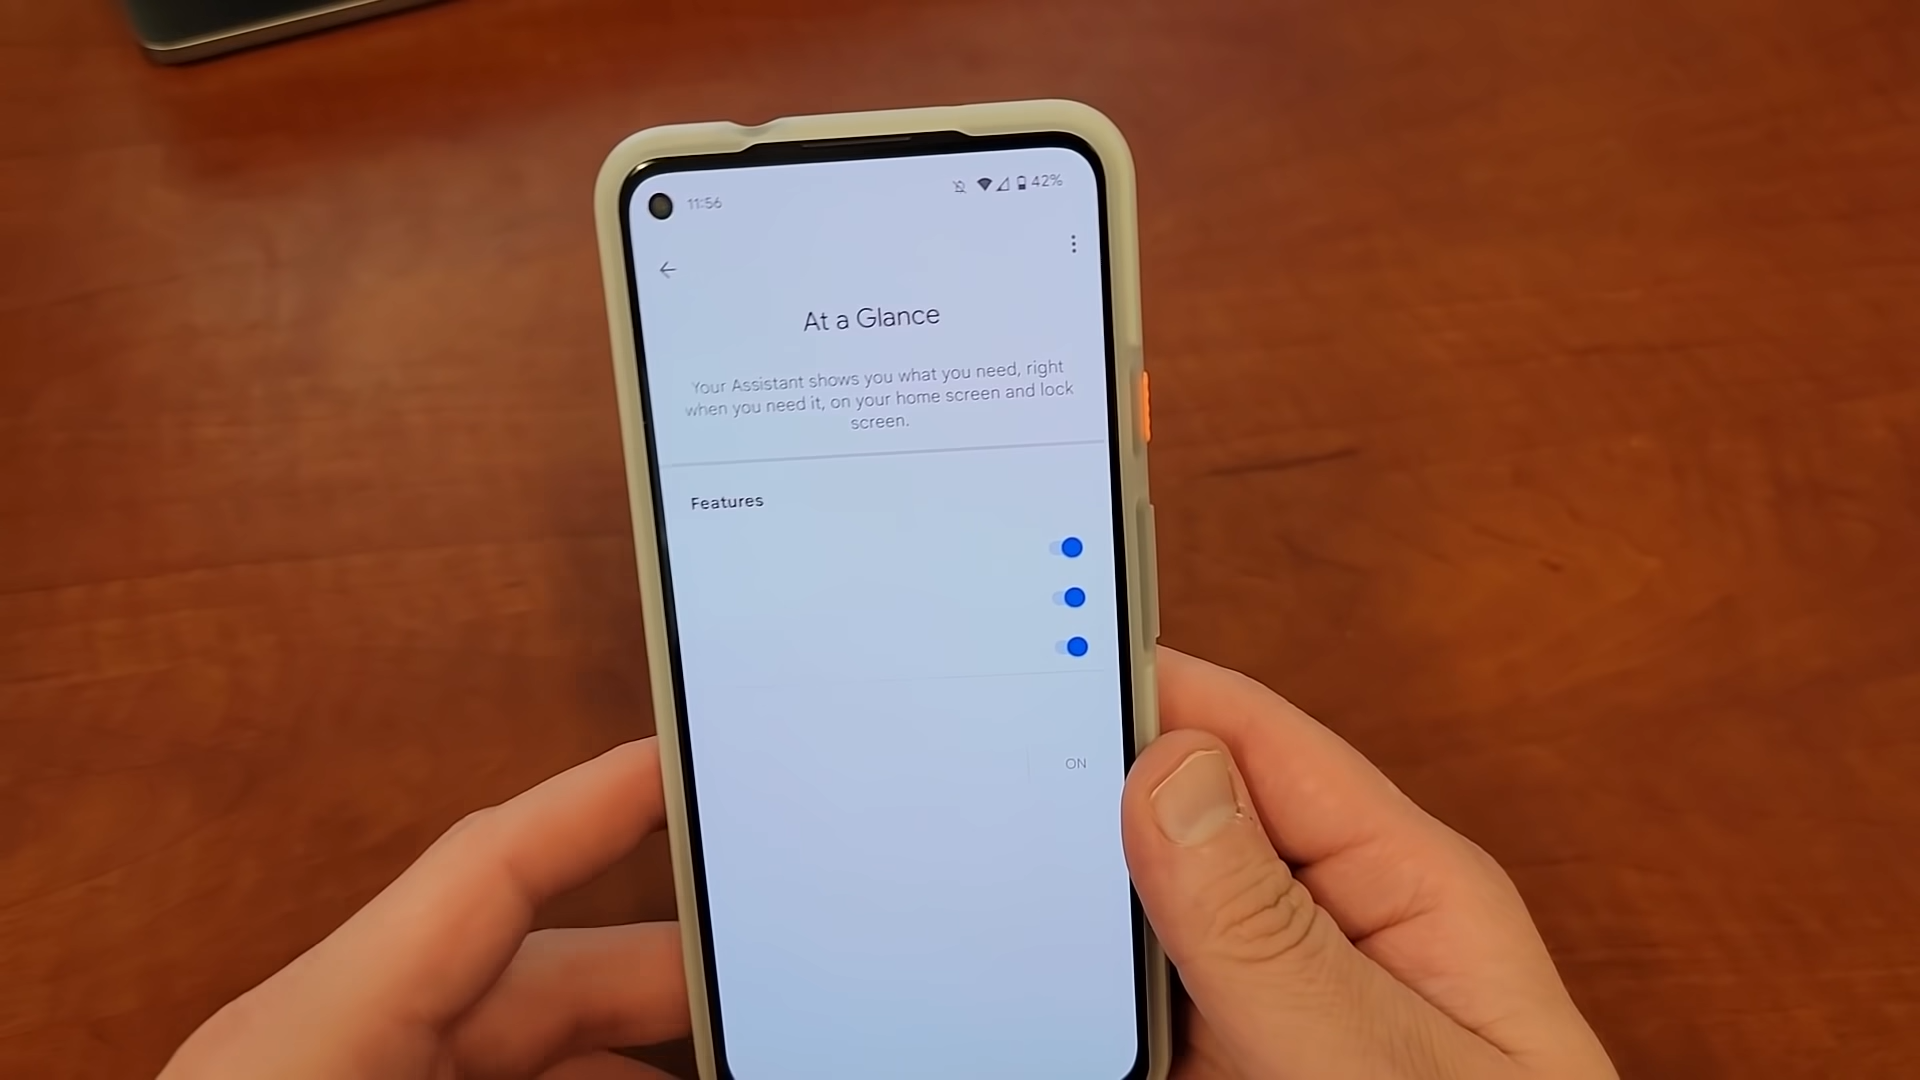 11:56 42%
At a Glance
Your Assistant shows you what you need, right
when you need it, on your home screen and lock
screen.
Features
ON